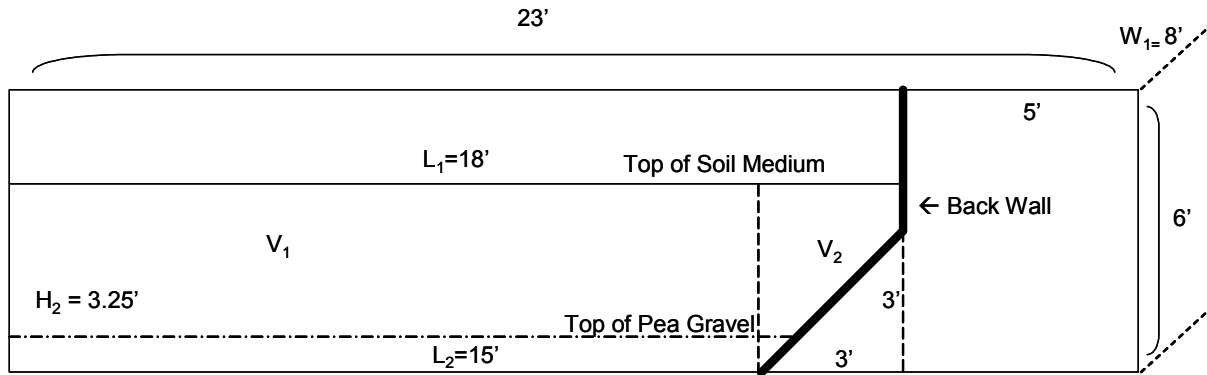 23’
W₁₌ 8’
5’
L₁=18’
Top of Soil Medium
← Back Wall
6’
V₁
V₂
H₂ = 3.25’
3’
Top of Pea Gravel
L₂=15’
3’